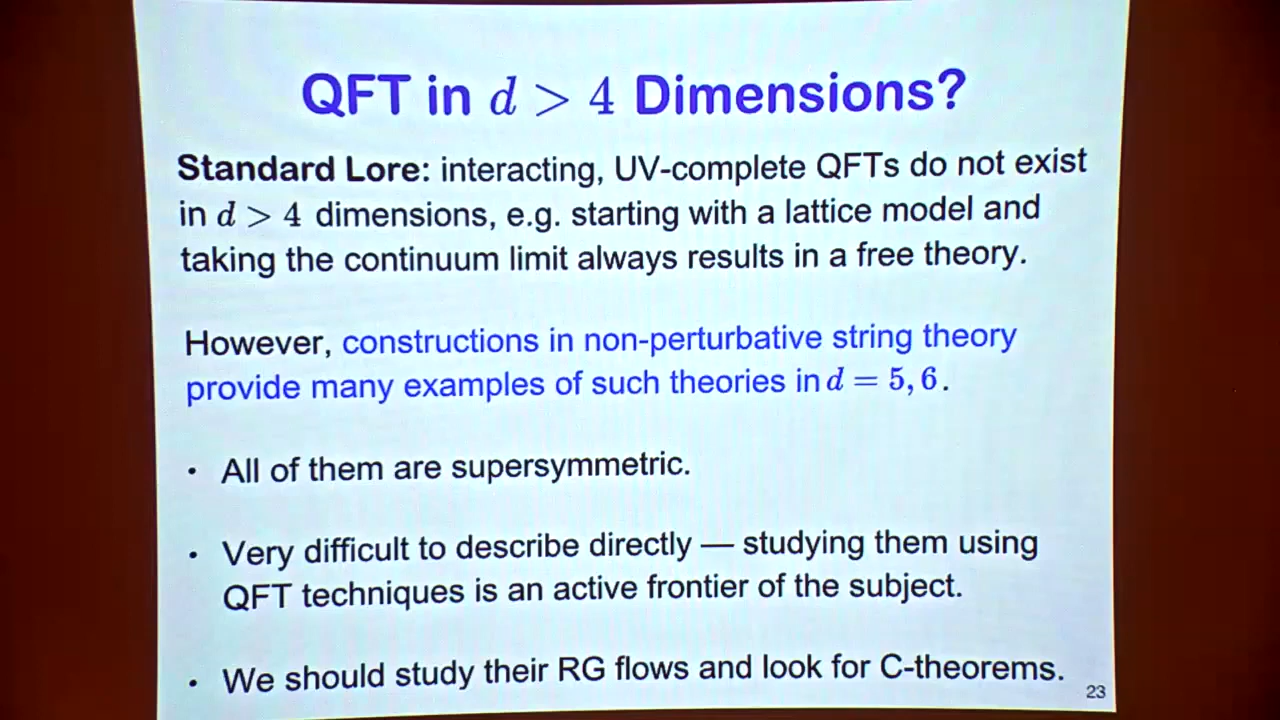 QFT in d > 4 Dimensions?
Standard Lore: interacting, UV-complete QFTs do not exist
in d > 4 dimensions, e.g. starting with a lattice model and
taking the continuum limit always results in a free theory.
However, constructions in non-perturbative string theory
provide many examples of such theories in d = 5, 6.
• All of them are supersymmetric.
• Very difficult to describe directly — studying them using
QFT techniques is an active frontier of the subject.
• We should study their RG flows and look for C-theorems.
23